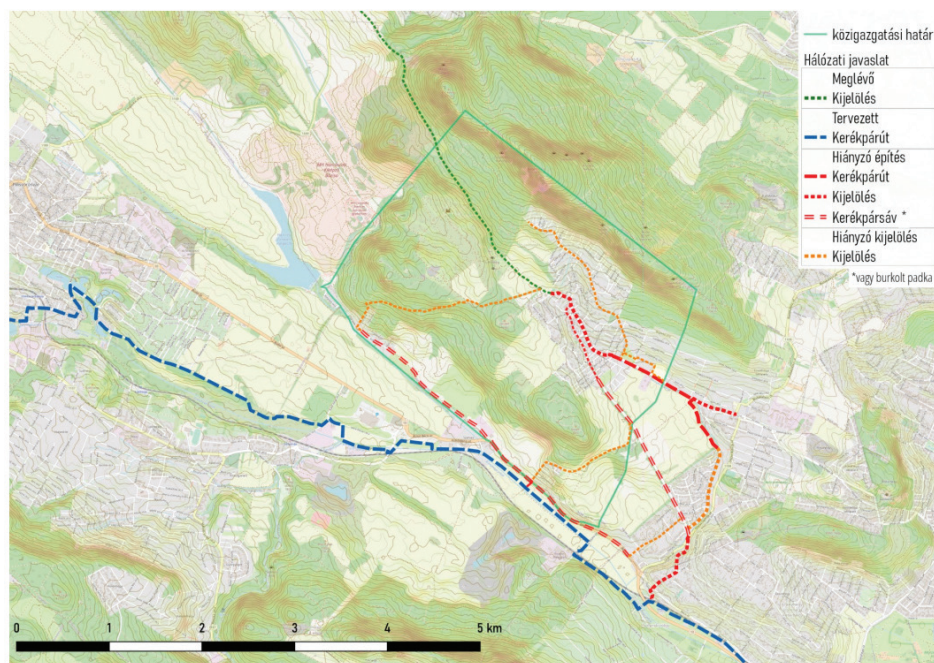 közigazgatási határ
Hálózati javaslat
Meglévő
Kijelölés
Tervezett
Kerékpárút
Hiányzó építés
Kerékpárút
Kijelölés
Kerékpársáv *
Hiányzó kijelölés
Kijelölés
*vagy burkolt padka
0 1 2 3 4 5 km